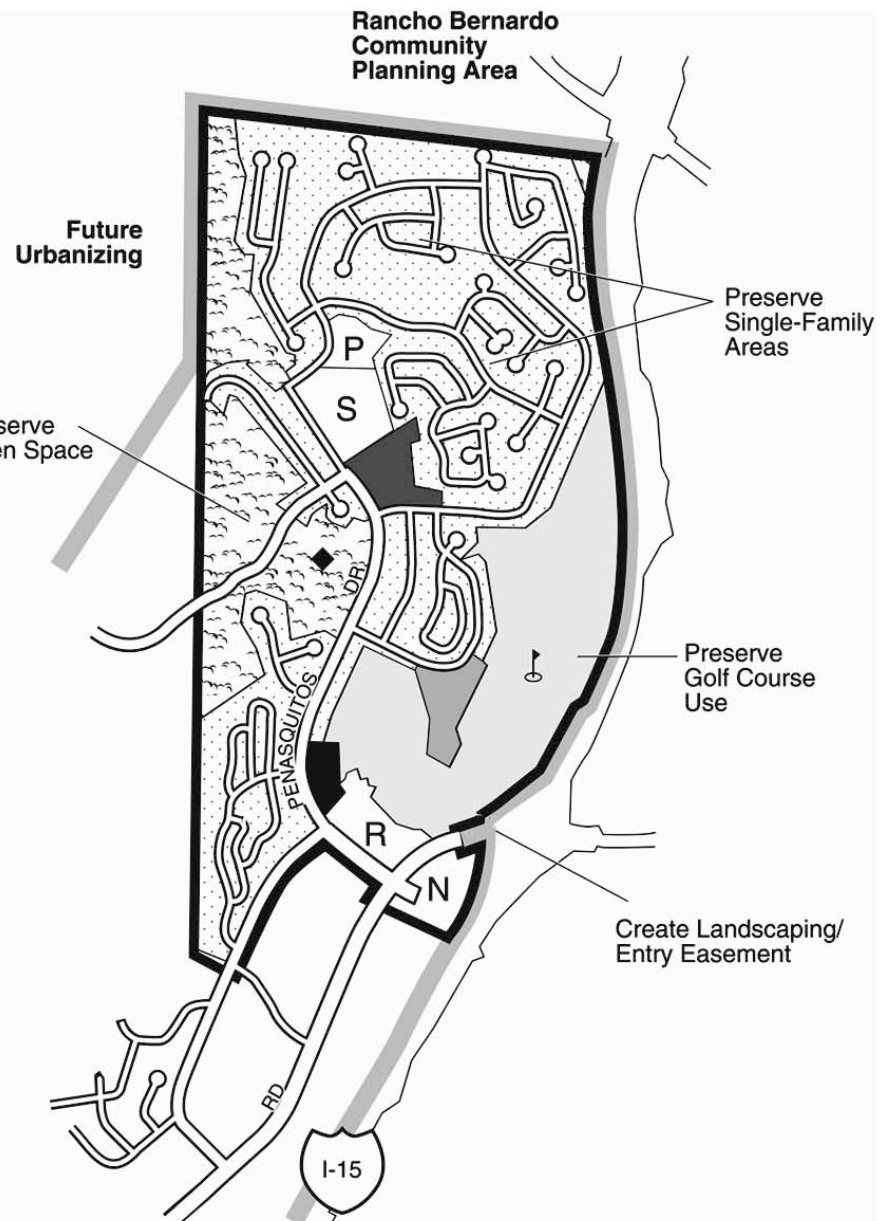 Rancho Bernardo
Community
Planning Area
Future
Urbanizing
Preserve
Single-Family
Areas
P
S
serve
en Space
DR
PENASQUITOS
Preserve
Golf Course
Use
R
N
Create Landscaping/
Entry Easement
RD
I-15